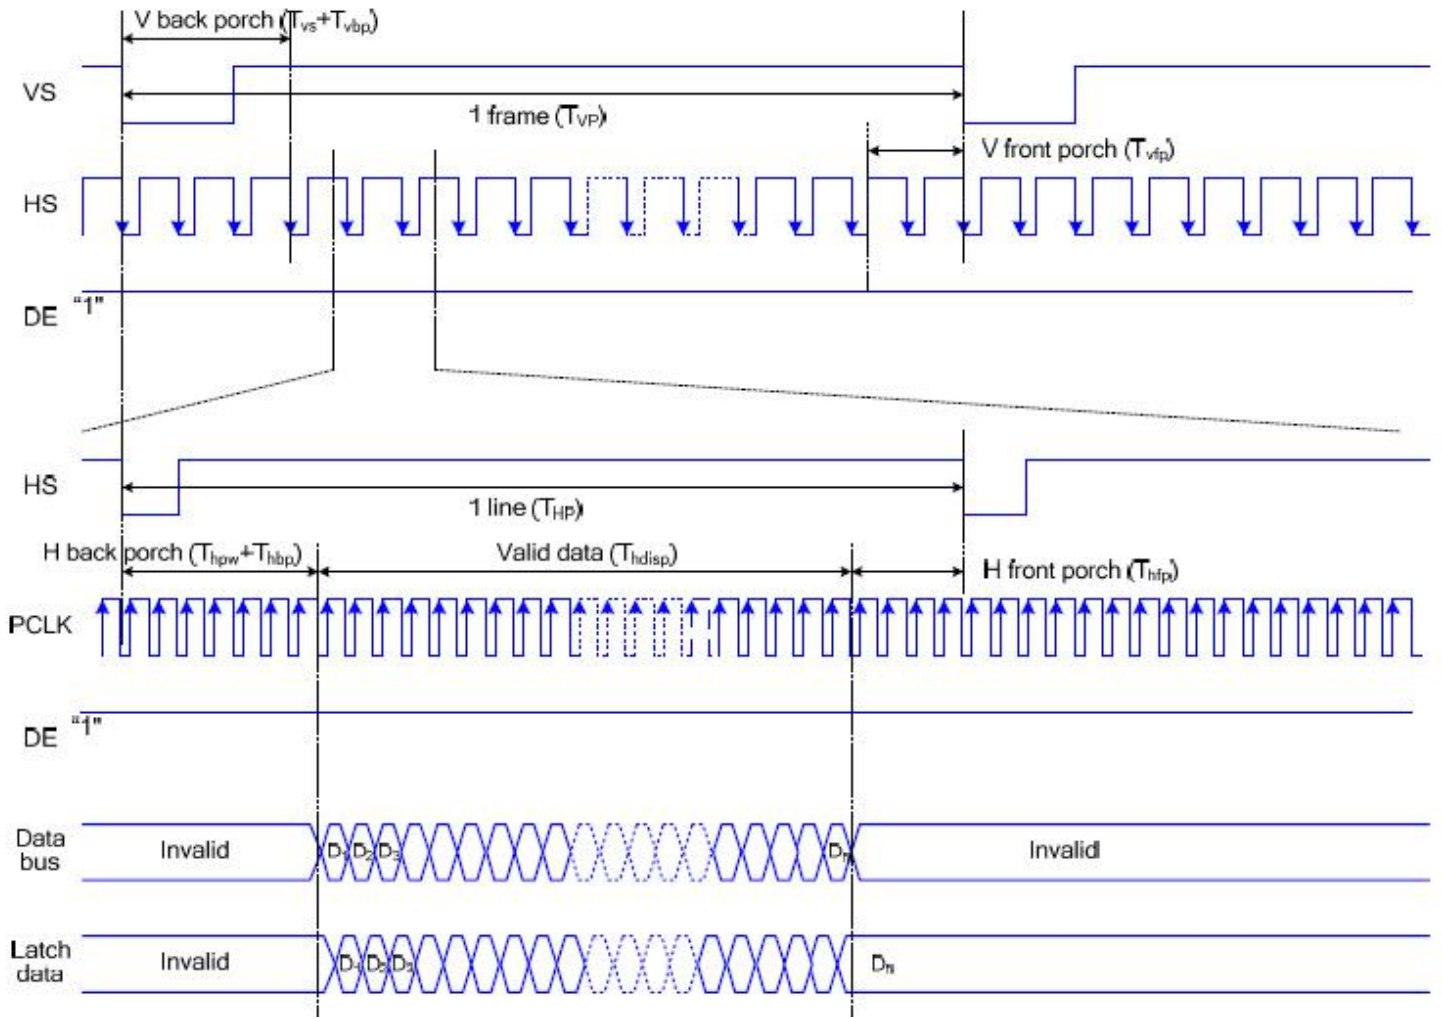 V back porch (Tvs+Tvbp)
VS
1 frame (TVP)
V front porch (Tvfp)
HS
DE "1"
HS
1 line (THP)
H back porch (Thpw+Thbp)
Valid data (Thdisp)
H front porch (Thfp)
PCLK
DE "1"
Data
bus
Invalid
D1 D2 D3
Dn
Invalid
Latch
data
Invalid
D1 D2 D3
Dn